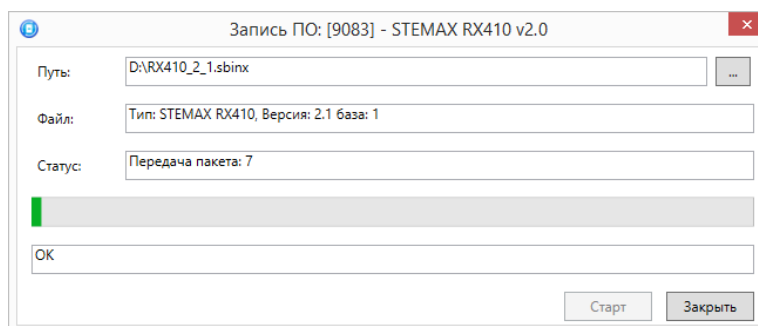 Запись ПО: [9083] - STEMAX RX410 v2.0
Путь: D:\RX410_2_1.sbinx ...
Файл: Тип: STEMAX RX410, Версия: 2.1 база: 1
Статус: Передача пакета: 7
OK
Старт Закрыть